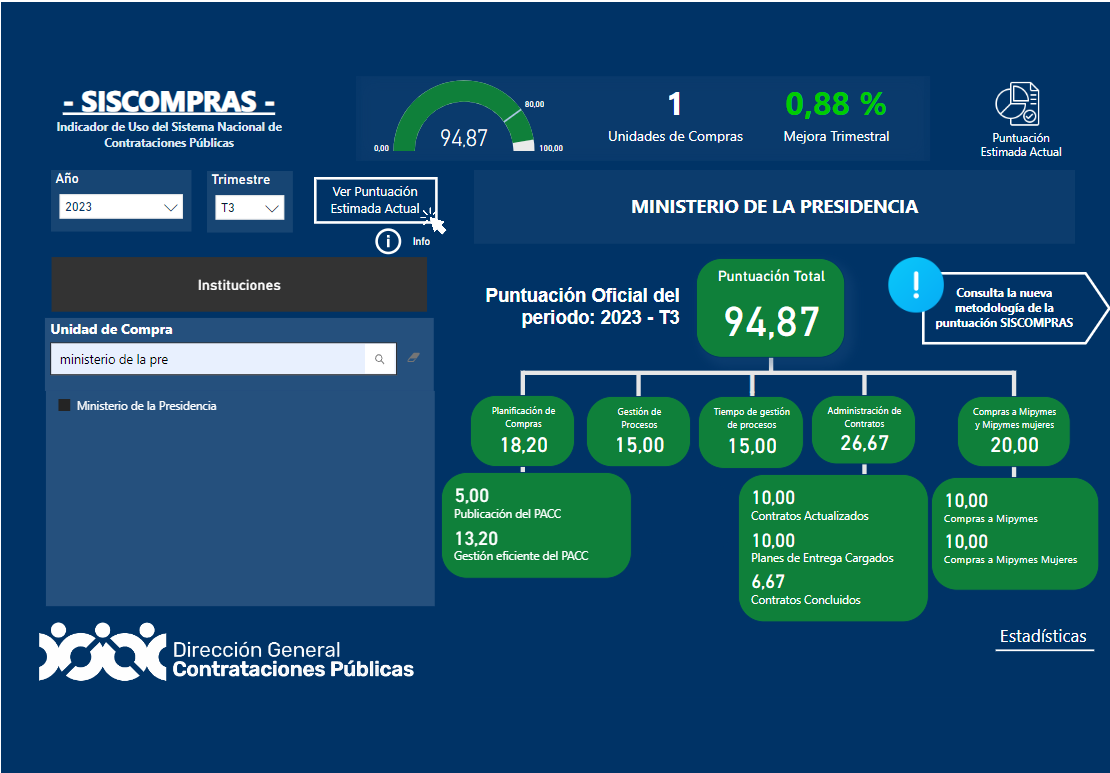 - SISCOMPRAS -
Indicador de Uso del Sistema Nacional de
Contrataciones Públicas
0,00
94,87
80,00
100,00
1
Unidades de Compras
0,88 %
Mejora Trimestral
Puntuación
Estimada Actual
Año
2023
Trimestre
T3
Ver Puntuación
Estimada Actual
Info
MINISTERIO DE LA PRESIDENCIA
Instituciones
Unidad de Compra
ministerio de la pre
Ministerio de la Presidencia
Puntuación Oficial del
periodo: 2023 - T3
Puntuación Total
94,87
!
Consulta la nueva
metodología de la
puntuación SISCOMPRAS
Planificación de
Compras
18,20
Gestión de
Procesos
15,00
Tiempo de gestión
de procesos
15,00
Administración de
Contratos
26,67
Compras a Mipymes
y Mipymes mujeres
20,00
5,00
Publicación del PACC
13,20
Gestión eficiente del PACC
10,00
Contratos Actualizados
10,00
Planes de Entrega Cargados
6,67
Contratos Concluidos
10,00
Compras a Mipymes
10,00
Compras a Mipymes Mujeres
Dirección General
Contrataciones Públicas
Estadísticas